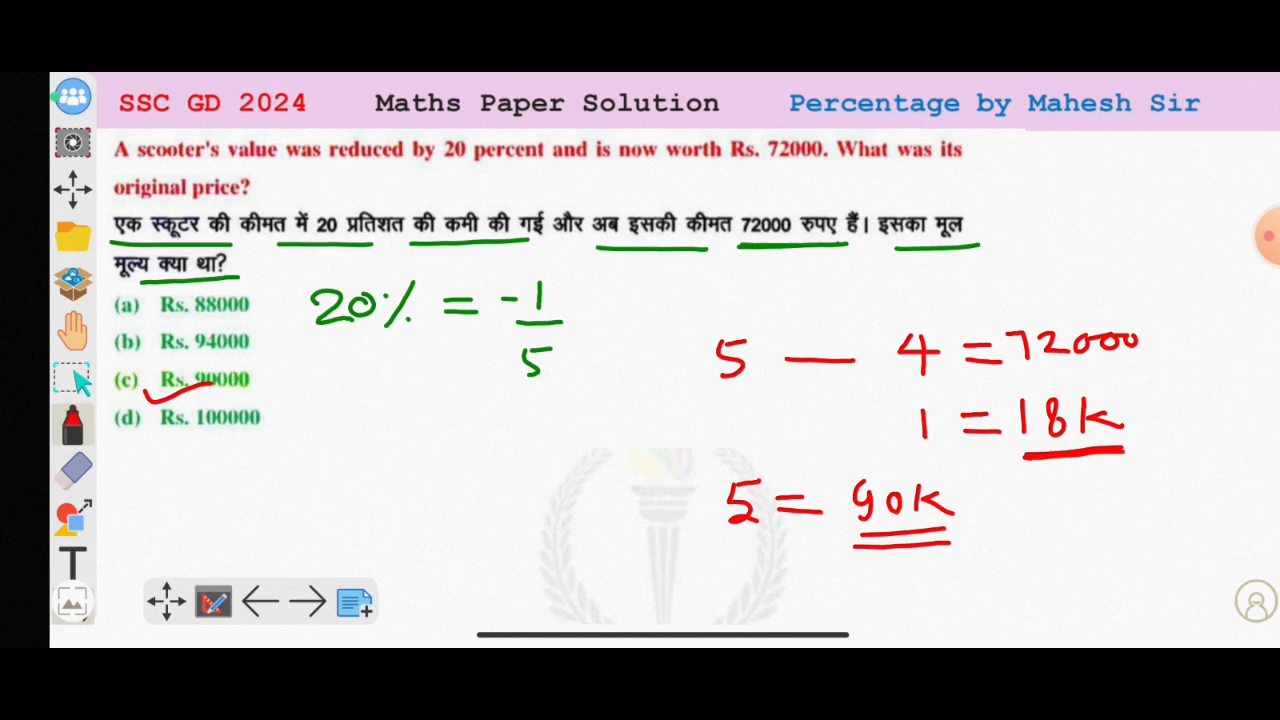 SSC GD 2024 Maths Paper Solution Percentage by Mahesh Sir
A scooter's value was reduced by 20 percent and is now worth Rs. 72000. What was its
original price?
एक स्कूटर की कीमत में 20 प्रतिशत की कमी की गई और अब इसकी कीमत 72000 रुपए हैं। इसका मूल
मूल्य क्या था?
(a) Rs. 88000
(b) Rs. 94000
(c) Rs. 90000
(d) Rs. 100000
20% = -1/5
5 — 4 = 72000
1 = 18K
5 = 90K
T